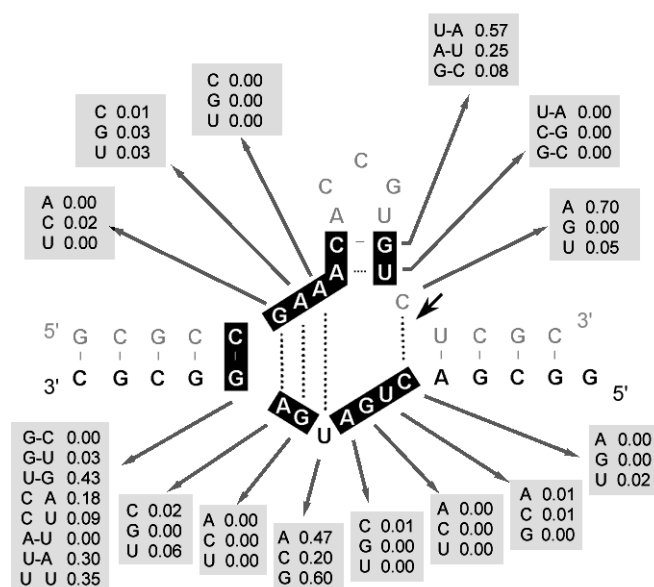 U-A 0.57
A-U 0.25
G-C 0.08
C 0.00
G 0.00
U 0.00
C 0.01
G 0.03
U 0.03
U-A 0.00
C-G 0.00
G-C 0.00
A 0.00
C 0.02
U 0.00
A 0.70
G 0.00
U 0.05
C
C G
A U
C G
A U
G A A
C
5' G C G C C
U C G C 3'
3' C G C G G
A G U A G U C
A G C G G 5'
G-C 0.00
G-U 0.03
U-G 0.43
C A 0.18
C U 0.09
A-U 0.00
U-A 0.30
U U 0.35
C 0.02
G 0.00
U 0.06
A 0.00
C 0.00
U 0.00
A 0.47
C 0.20
G 0.60
C 0.01
G 0.00
U 0.00
A 0.00
C 0.00
U 0.00
A 0.01
C 0.01
G 0.00
A 0.00
G 0.00
U 0.02